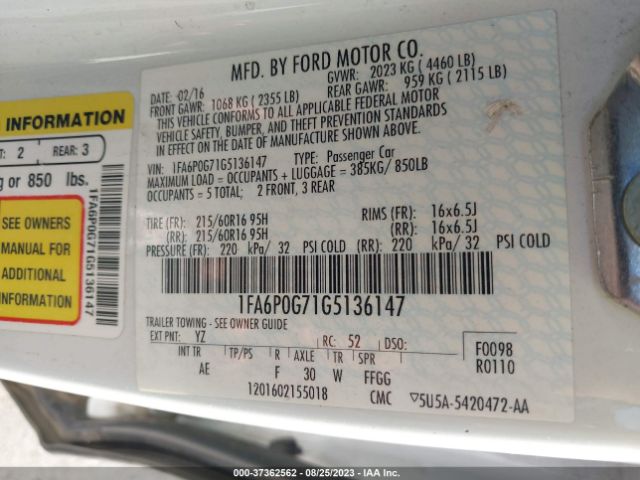 INFORMATION
2 REAR: 3
or 850 lbs.
SEE OWNERS
MANUAL FOR
ADDITIONAL
INFORMATION
1FA6P0G71G5136147
MFD. BY FORD MOTOR CO.
DATE: 02/16 GVWR: 2023 KG ( 4460 LB)
FRONT GAWR: 1068 KG ( 2355 LB) REAR GAWR: 959 KG ( 2115 LB)
THIS VEHICLE CONFORMS TO ALL APPLICABLE FEDERAL MOTOR
VEHICLE SAFETY, BUMPER, AND THEFT PREVENTION STANDARDS
IN EFFECT ON THE DATE OF MANUFACTURE SHOWN ABOVE.
VIN: 1FA6P0G71G5136147 TYPE: Passenger Car
MAXIMUM LOAD = OCCUPANTS + LUGGAGE = 385KG/ 850LB
OCCUPANTS = 5 TOTAL; 2 FRONT, 3 REAR
TIRE (FR): 215/60R16 95H RIMS (FR): 16x6.5J
(RR): 215/60R16 95H (RR): 16x6.5J
PRESSURE (FR): 220 kPa/ 32 PSI COLD (RR): 220 kPa/ 32 PSI COLD
1FA6P0G71G5136147
TRAILER TOWING - SEE OWNER GUIDE
EXT PNT: YZ RC: 52 DSO: F0098
INT TR TP/PS R AXLE TR SPR R0110
AE F 30 W FFGG
1201602155018 CMC 5U5A-5420472-AA
COPART ID: 37362562 / 08/25/2023 - IAA, Inc.